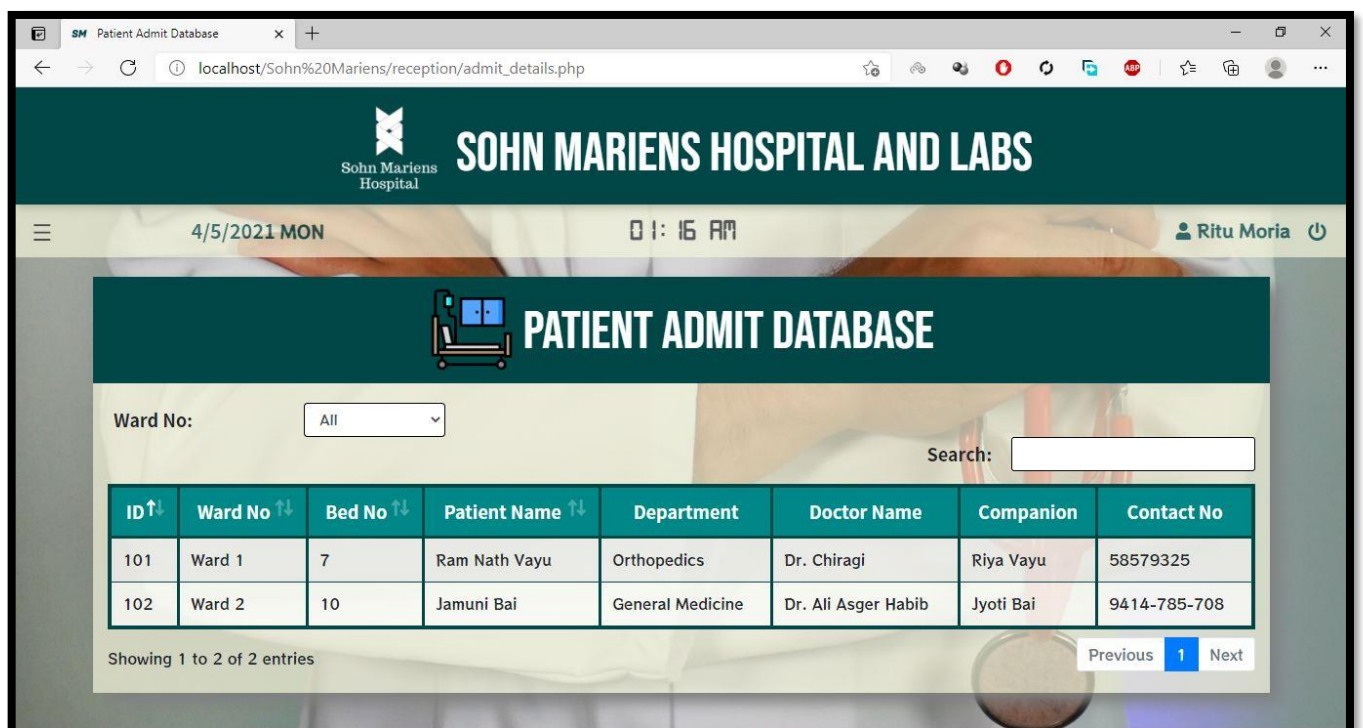 SM Patient Admit Database
localhost/Sohn%20Mariens/reception/admit_details.php
ABP
Sohn Mariens
Hospital
SOHN MARIENS HOSPITAL AND LABS
4/5/2021 MON 01:16 AM Ritu Moria
PATIENT ADMIT DATABASE
Ward No: All
Search:
ID Ward No Bed No Patient Name Department Doctor Name Companion Contact No
101 Ward 1 7 Ram Nath Vayu Orthopedics Dr. Chiragi Riya Vayu 58579325
102 Ward 2 10 Jamuni Bai General Medicine Dr. Ali Asger Habib Jyoti Bai 9414-785-708
Showing 1 to 2 of 2 entries Previous 1 Next